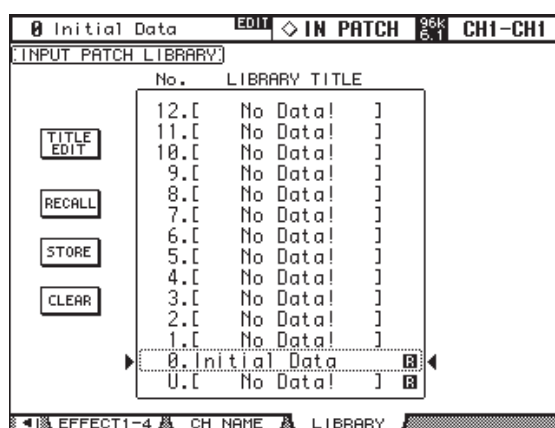 0 Initial Data EDIT ◇ IN PATCH 96k 6.1 CH1-CH1
INPUT PATCH LIBRARY
No. LIBRARY TITLE
12.[ No Data! ]
11.[ No Data! ]
10.[ No Data! ]
9.[ No Data! ]
8.[ No Data! ]
7.[ No Data! ]
6.[ No Data! ]
5.[ No Data! ]
4.[ No Data! ]
3.[ No Data! ]
2.[ No Data! ]
1.[ No Data! ]
0.Initial Data R
U.[ No Data! ] R
TITLE
EDIT
RECALL
STORE
CLEAR
EFFECT1-4 CH NAME LIBRARY